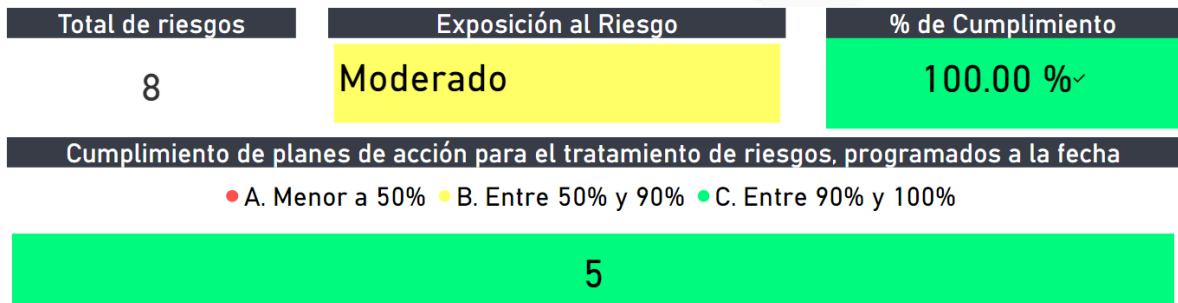 Total de riesgos
Exposición al Riesgo
% de Cumplimiento
8
Moderado
100.00 %✓
Cumplimiento de planes de acción para el tratamiento de riesgos, programados a la fecha
A. Menor a 50% B. Entre 50% y 90% C. Entre 90% y 100%
5